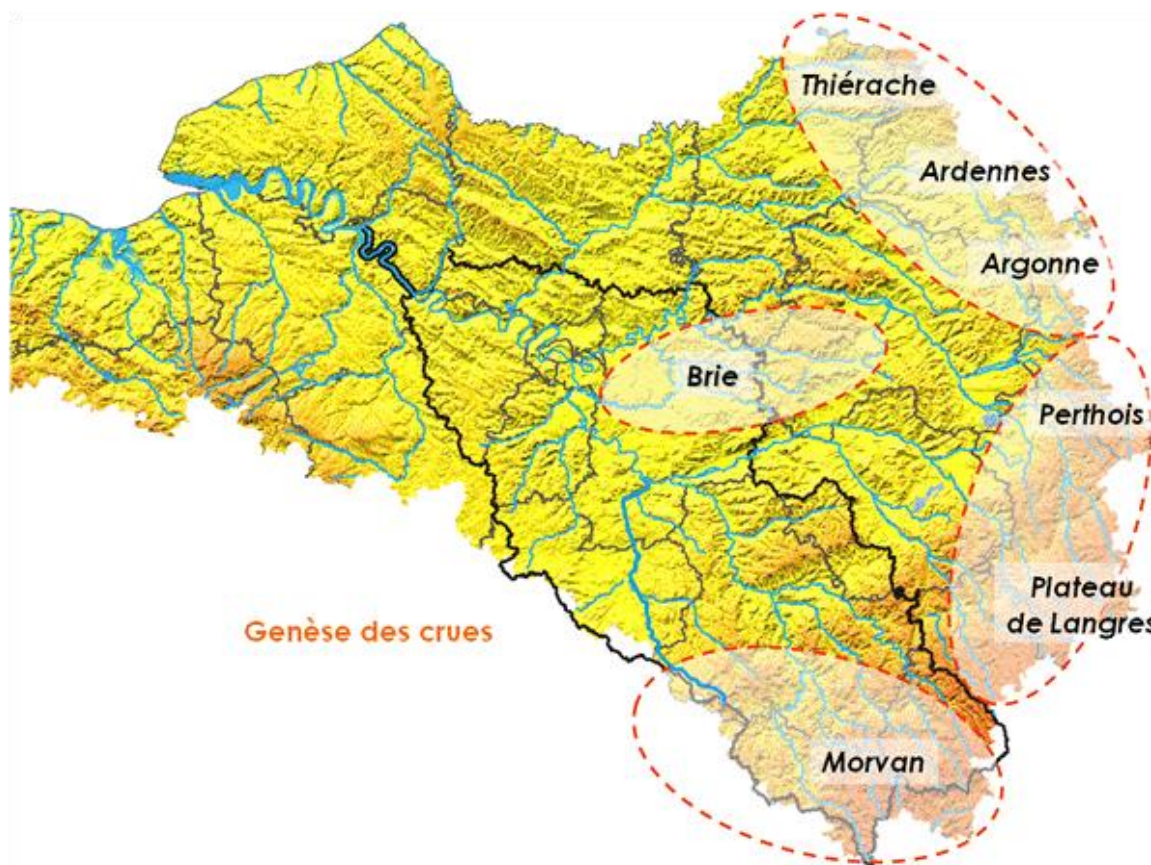 Thiérache
Ardennes
Argonne
Brie
Perthois
Plateau
de Langres
Genèse des crues
Morvan